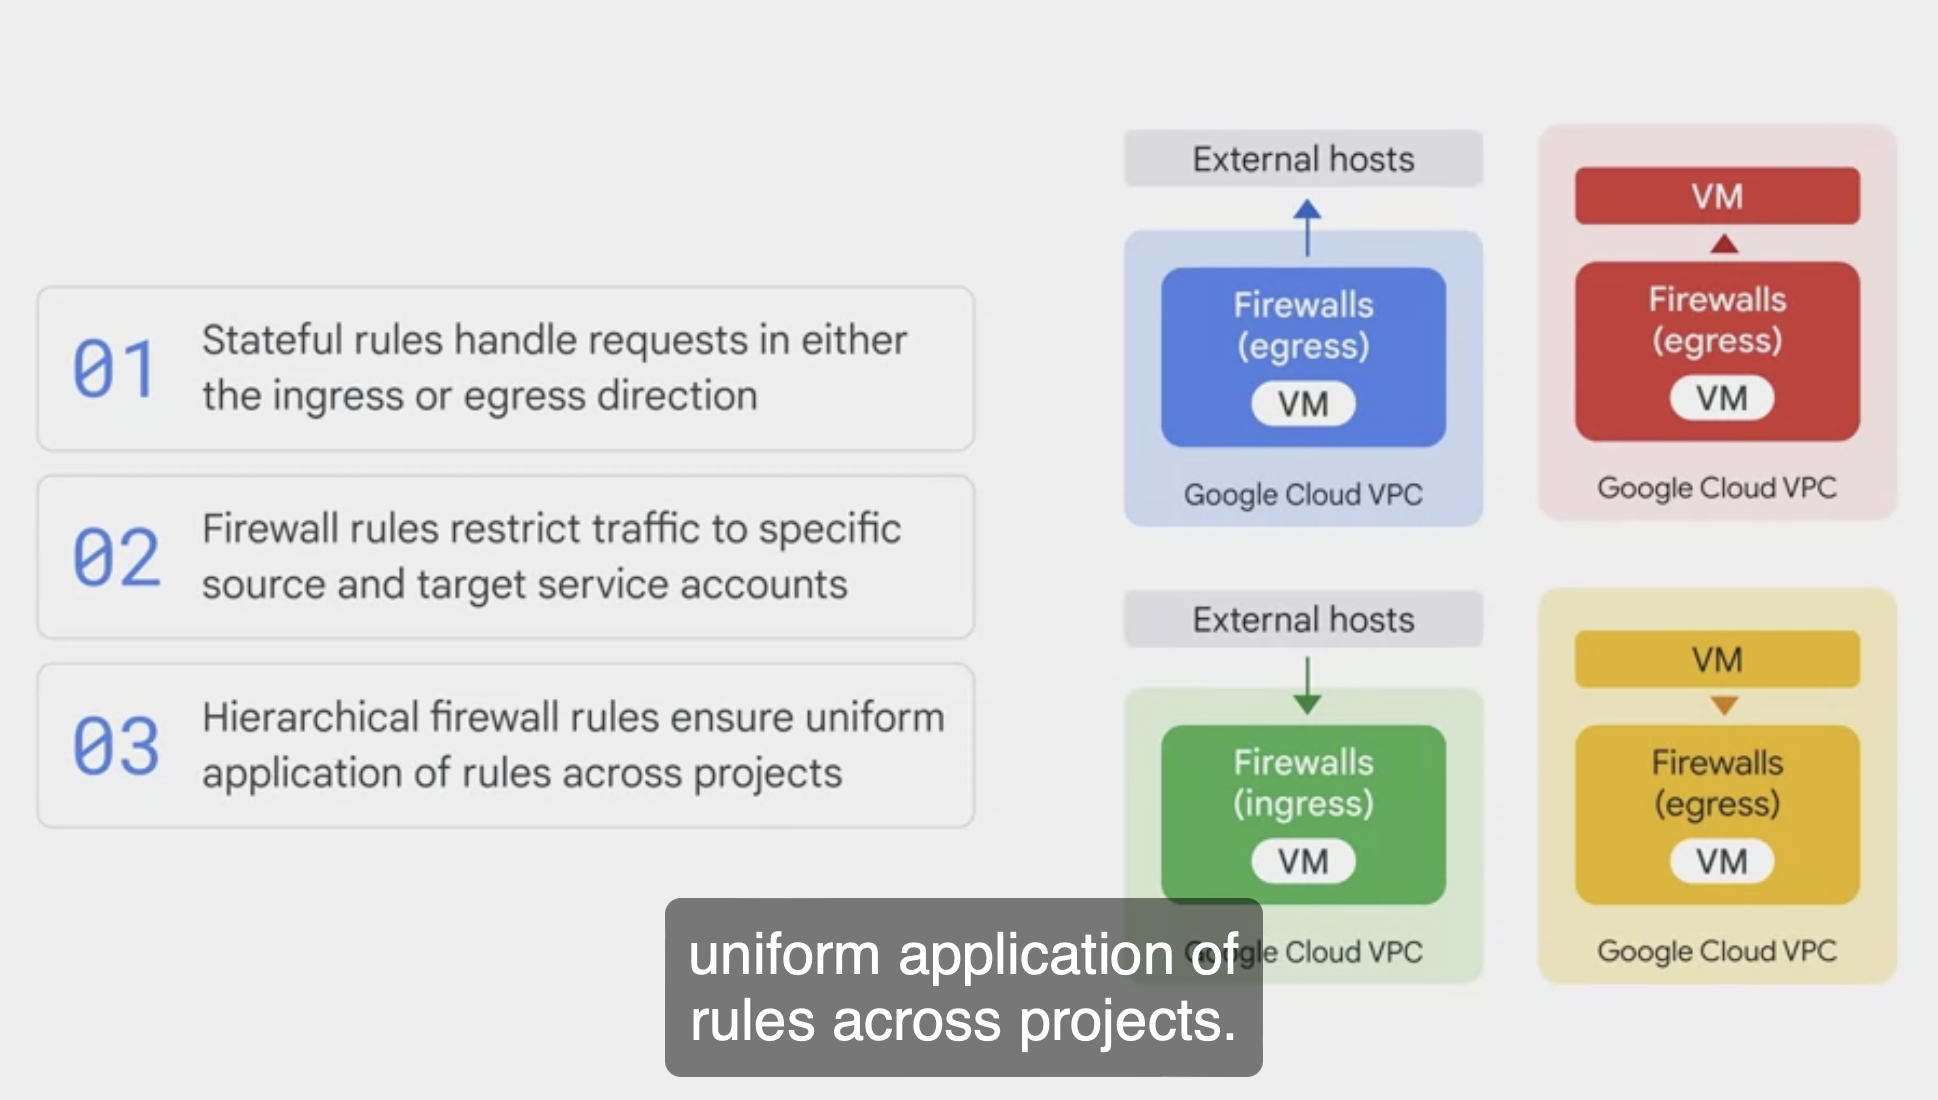 01
Stateful rules handle requests in either
the ingress or egress direction
02
Firewall rules restrict traffic to specific
source and target service accounts
03
Hierarchical firewall rules ensure uniform
application of rules across projects
External hosts
Firewalls
(egress)
VM
Google Cloud VPC
VM
Firewalls
(egress)
VM
Google Cloud VPC
External hosts
Firewalls
(ingress)
VM
Google Cloud VPC
VM
Firewalls
(egress)
VM
Google Cloud VPC
uniform application of
rules across projects.